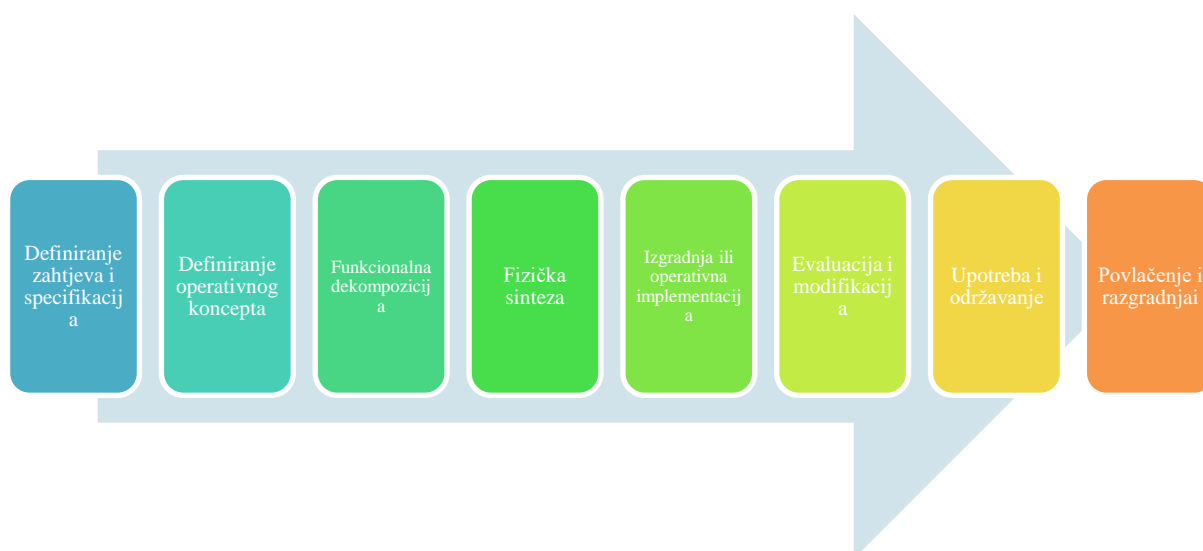 Definiranje
zahtjeva i
specifikacij
a
Definiranje
operativnog
koncepta
Funkcionalna
dekompozicij
a
Fizička
sinteza
Izgradnja ili
operativna
implementacij
a
Evaluacija i
modifikacij
a
Upotreba i
održavanje
Povlačenje i
razgradnjai